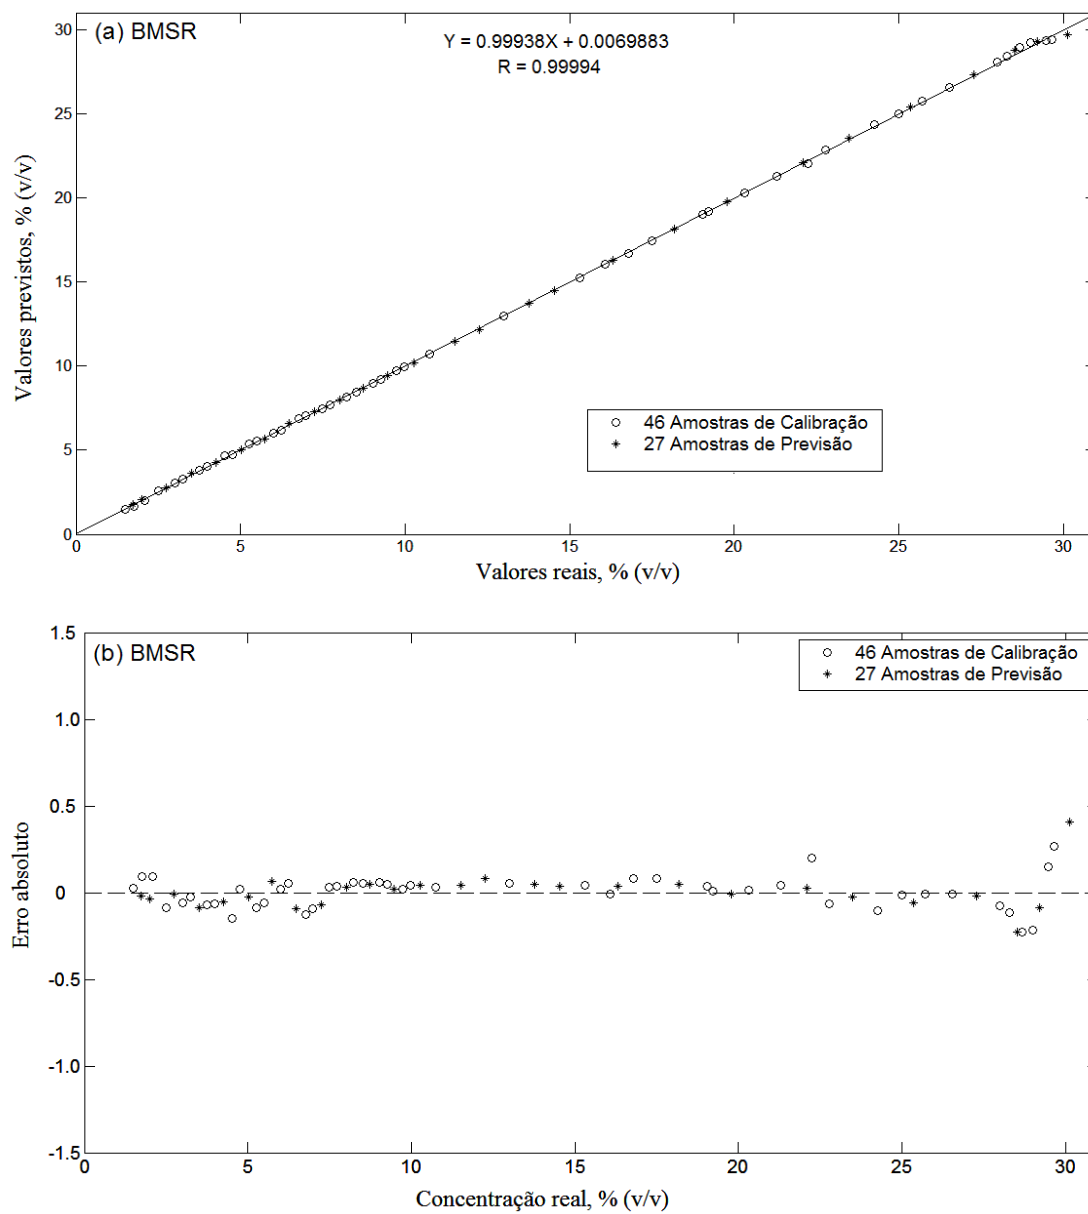 (a) BMSR
Y = 0.99938X + 0.0069883
R = 0.99994
30
25
20
15
10
5
0
Valores previstos, % (v/v)
46 Amostras de Calibração
27 Amostras de Previsão
0 5 10 15 20 25 30
Valores reais, % (v/v)
(b) BMSR
46 Amostras de Calibração
27 Amostras de Previsão
1.5
1.0
0.5
0
-0.5
-1.0
-1.5
Erro absoluto
0 5 10 15 20 25 30
Concentração real, % (v/v)